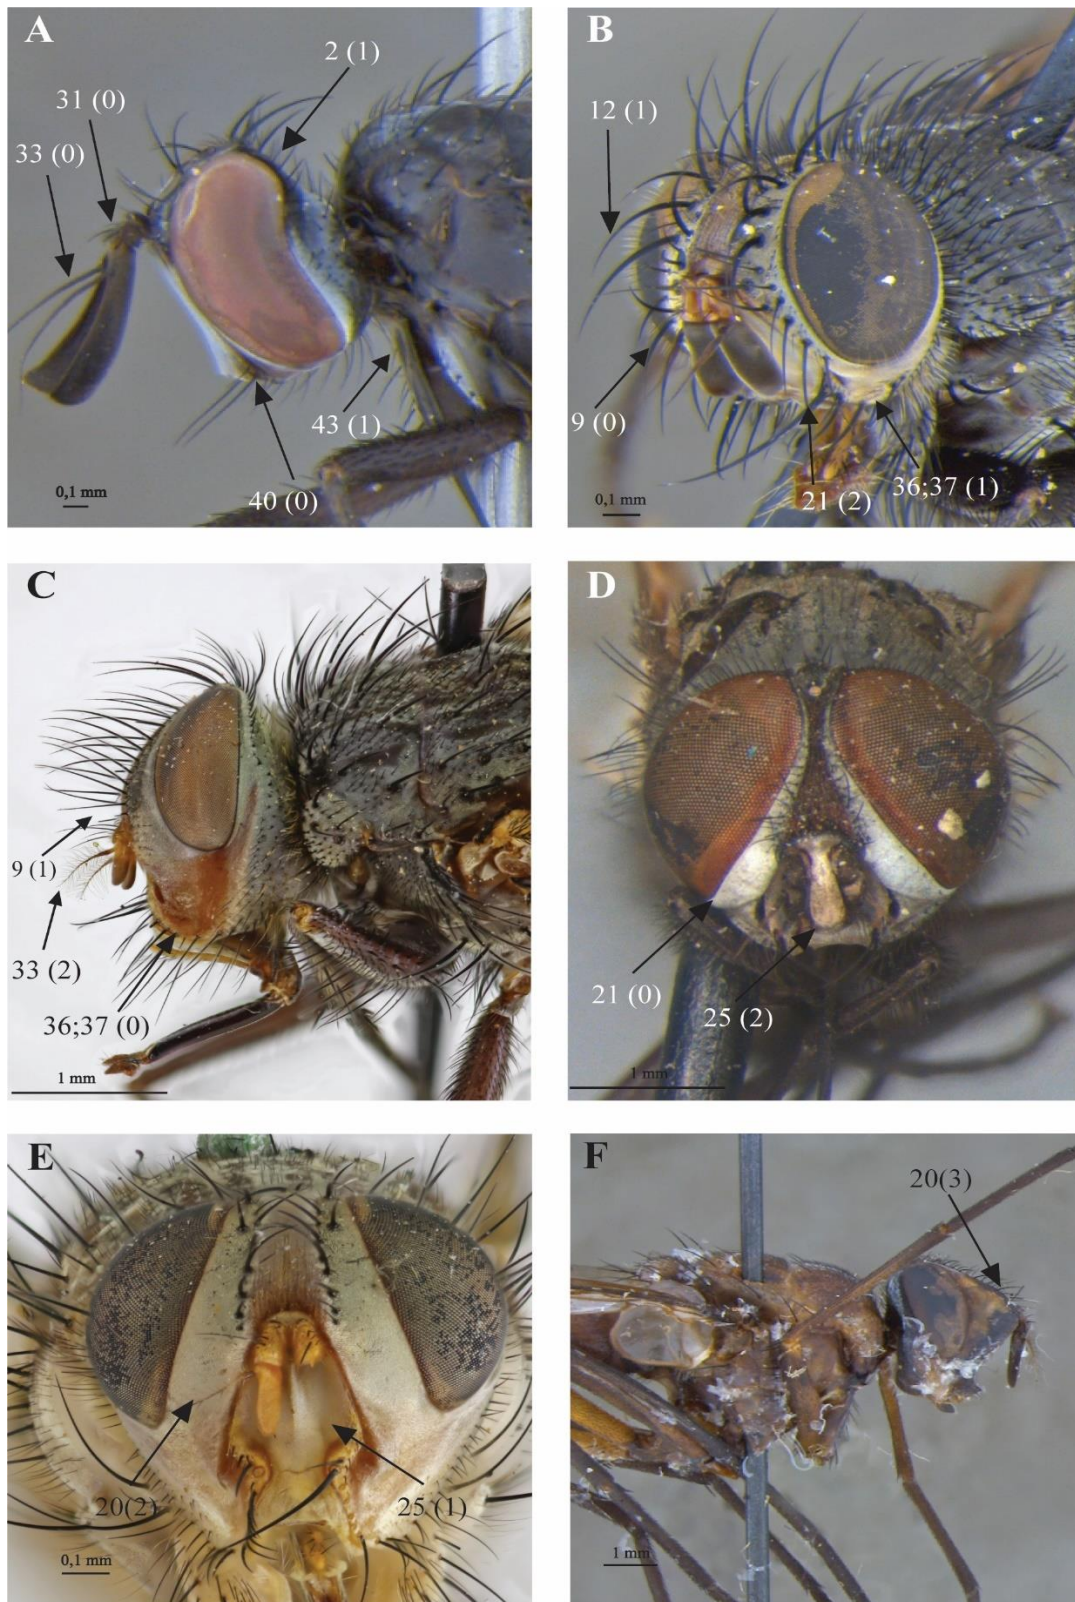 A
2 (1)
31 (0)
33 (0)
43 (1)
40 (0)
0,1 mm
B
12 (1)
9 (0)
21 (2)
36;37 (1)
0,1 mm
C
9 (1)
33 (2)
36;37 (0)
1 mm
D
21 (0)
25 (2)
1 mm
E
20(2)
25 (1)
0,1 mm
F
20(3)
1 mm